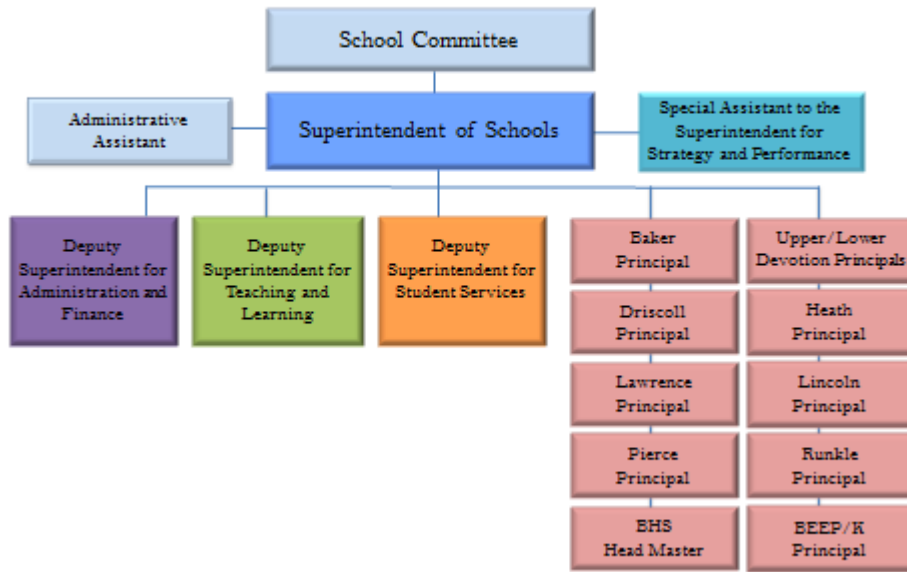 School Committee
Administrative
Assistant
Superintendent of Schools
Special Assistant to the
Superintendent for
Strategy and Performance
Deputy
Superintendent for
Administration and
Finance
Deputy
Superintendent for
Teaching and
Learning
Deputy
Superintendent for
Student Services
Baker
Principal
Upper/Lower
Devotion Principals
Driscoll
Principal
Heath
Principal
Lawrence
Principal
Lincoln
Principal
Pierce
Principal
Runkle
Principal
BHS
Head Master
BEEP/K
Principal